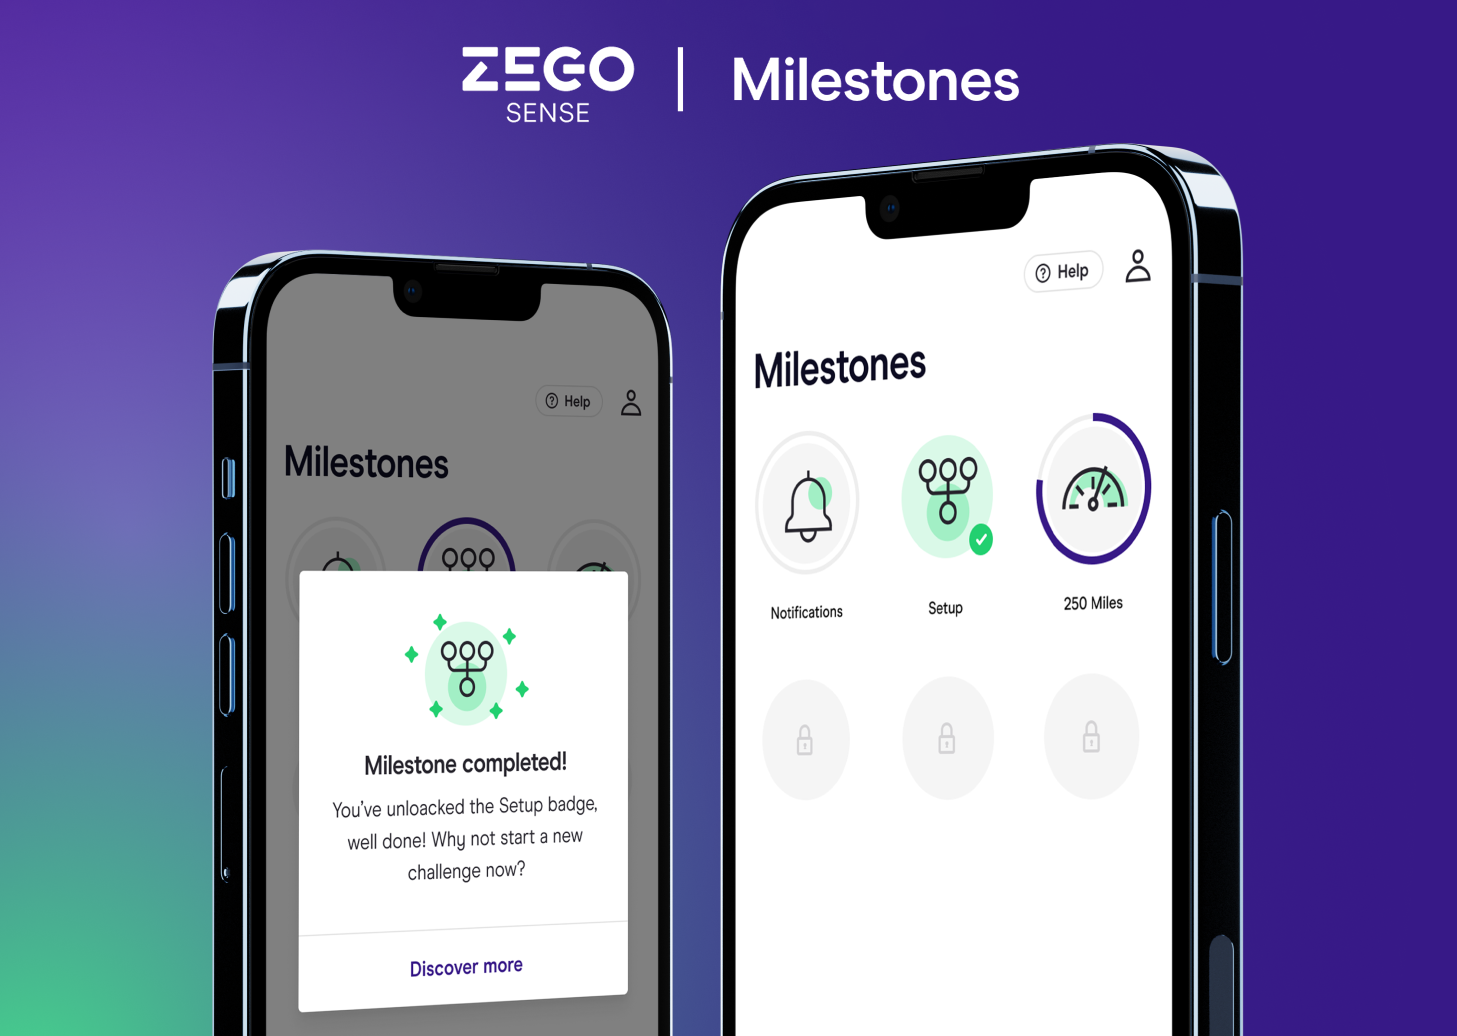 ZEGO
SENSE
Milestones
Help
Milestones
Milestone completed!
You've unloacked the Setup badge,
well done! Why not start a new
challenge now?
Discover more
Help
Milestones
Notifications
Setup
250 Miles